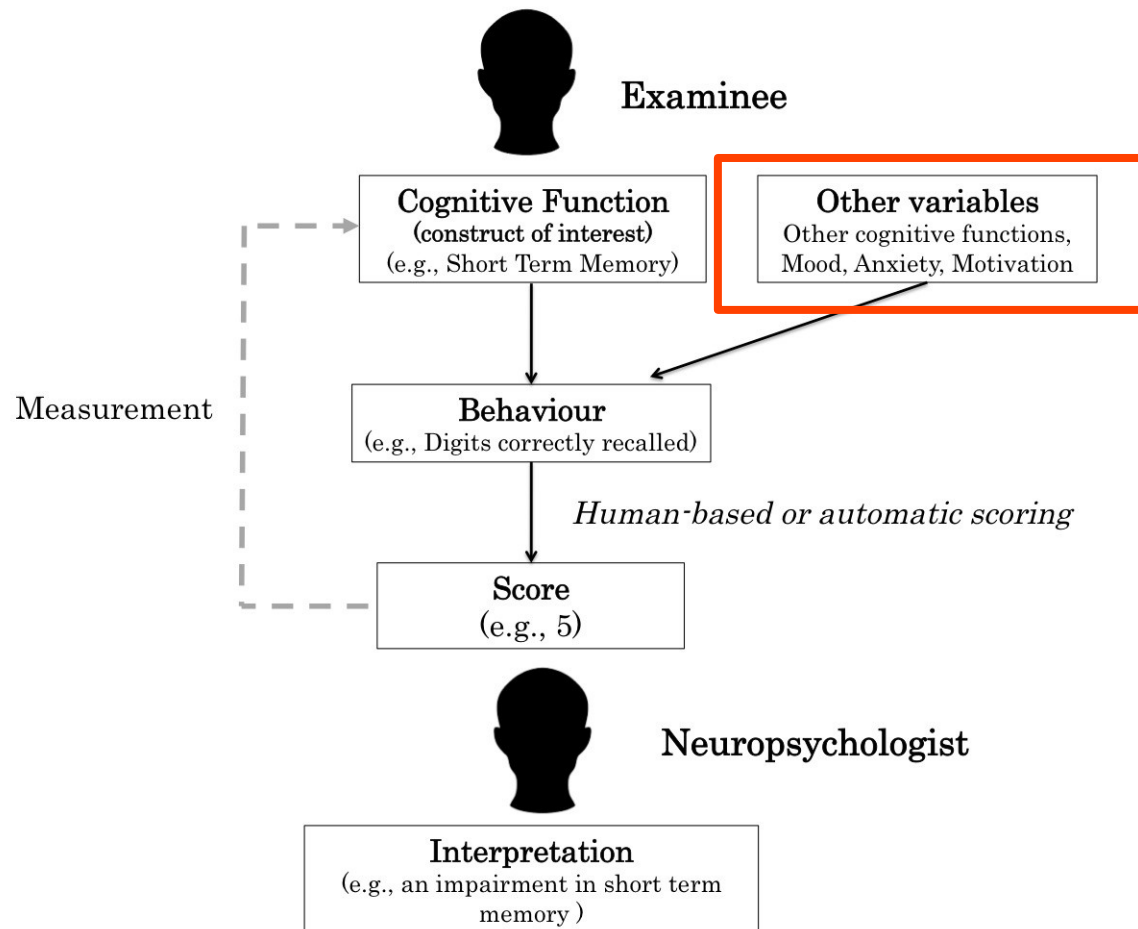 Examinee
Cognitive Function
(construct of interest)
(e.g., Short Term Memory)
Other variables
Other cognitive functions,
Mood, Anxiety, Motivation
Measurement
Behaviour
(e.g., Digits correctly recalled)
Human-based or automatic scoring
Score
(e.g., 5)
Neuropsychologist
Interpretation
(e.g., an impairment in short term
memory )